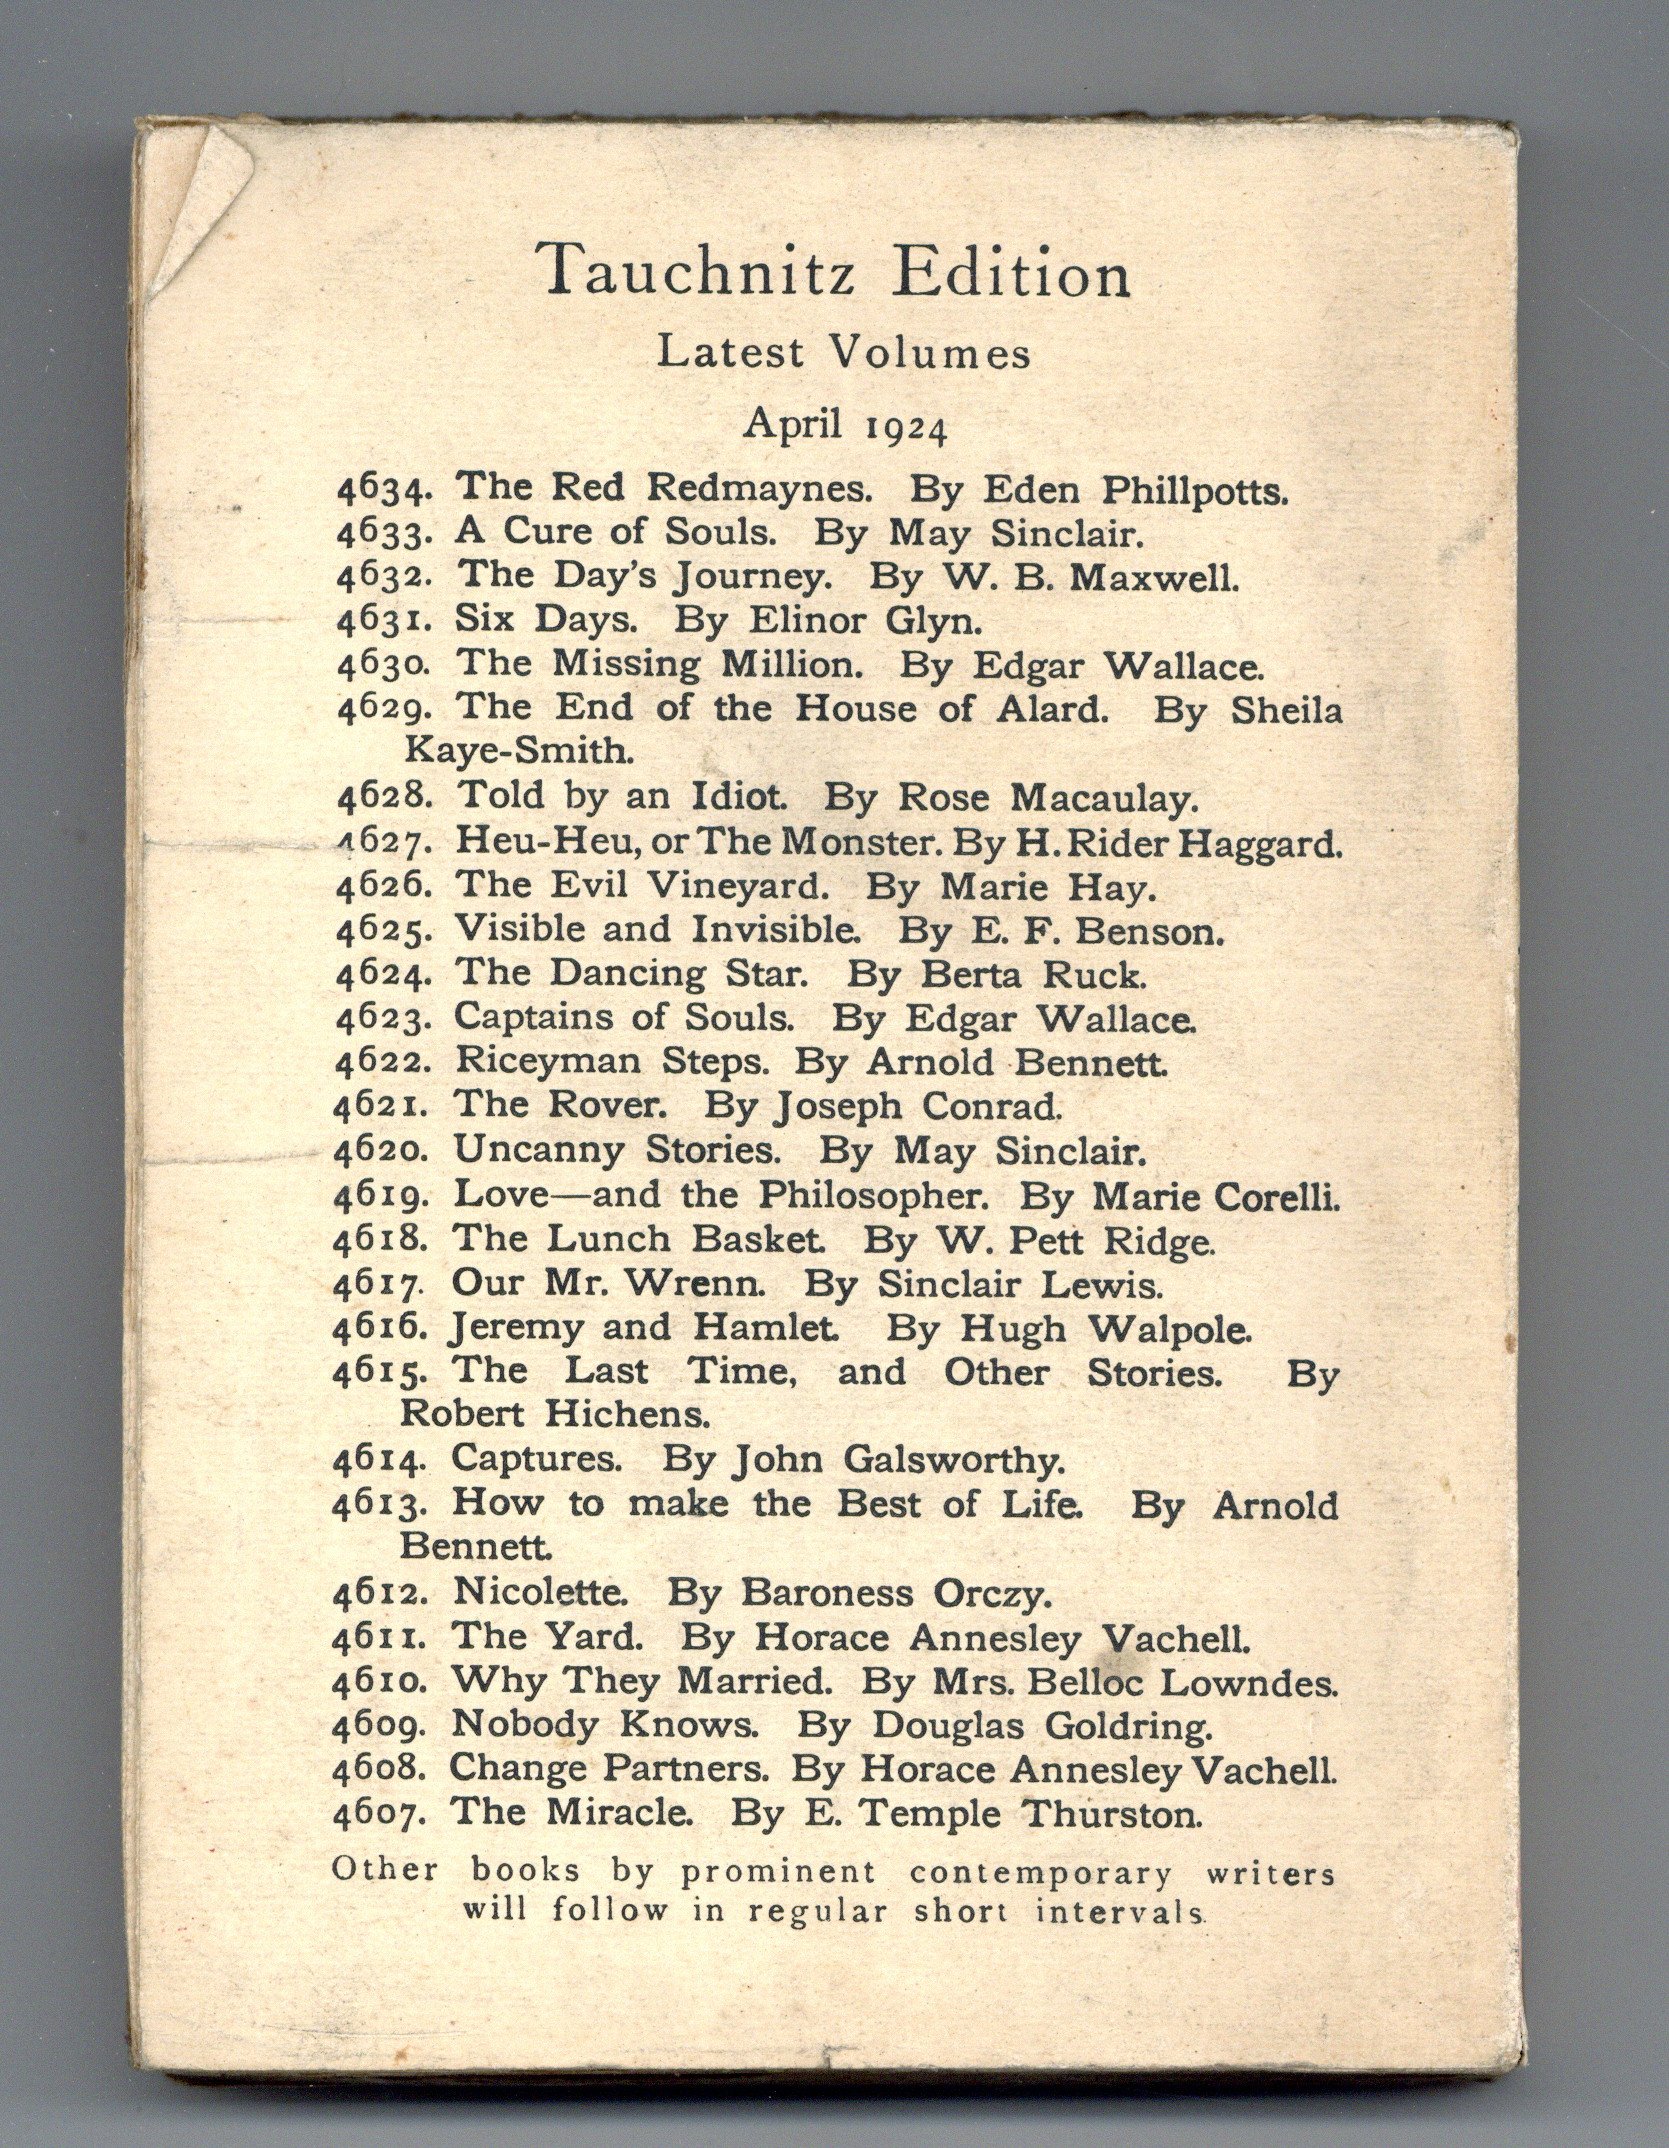 Tauchnitz Edition
Latest Volumes
April 1924
4634. The Red Redmaynes. By Eden Phillpotts.
4633. A Cure of Souls. By May Sinclair.
4632. The Day's Journey. By W. B. Maxwell.
4631. Six Days. By Elinor Glyn.
4630. The Missing Million. By Edgar Wallace.
4629. The End of the House of Alard. By Sheila
Kaye-Smith.
4628. Told by an Idiot. By Rose Macaulay.
4627. Heu-Heu, or The Monster. By H. Rider Haggard.
4626. The Evil Vineyard. By Marie Hay.
4625. Visible and Invisible. By E. F. Benson.
4624. The Dancing Star. By Berta Ruck.
4623. Captains of Souls. By Edgar Wallace.
4622. Riceyman Steps. By Arnold Bennett.
4621. The Rover. By Joseph Conrad.
4620. Uncanny Stories. By May Sinclair.
4619. Love—and the Philosopher. By Marie Corelli.
4618. The Lunch Basket. By W. Pett Ridge.
4617. Our Mr. Wrenn. By Sinclair Lewis.
4616. Jeremy and Hamlet. By Hugh Walpole.
4615. The Last Time, and Other Stories. By
Robert Hichens.
4614. Captures. By John Galsworthy.
4613. How to make the Best of Life. By Arnold
Bennett.
4612. Nicolette. By Baroness Orczy.
4611. The Yard. By Horace Annesley Vachell.
4610. Why They Married. By Mrs. Belloc Lowndes.
4609. Nobody Knows. By Douglas Goldring.
4608. Change Partners. By Horace Annesley Vachell.
4607. The Miracle. By E. Temple Thurston.
Other books by prominent contemporary writers
will follow in regular short intervals.